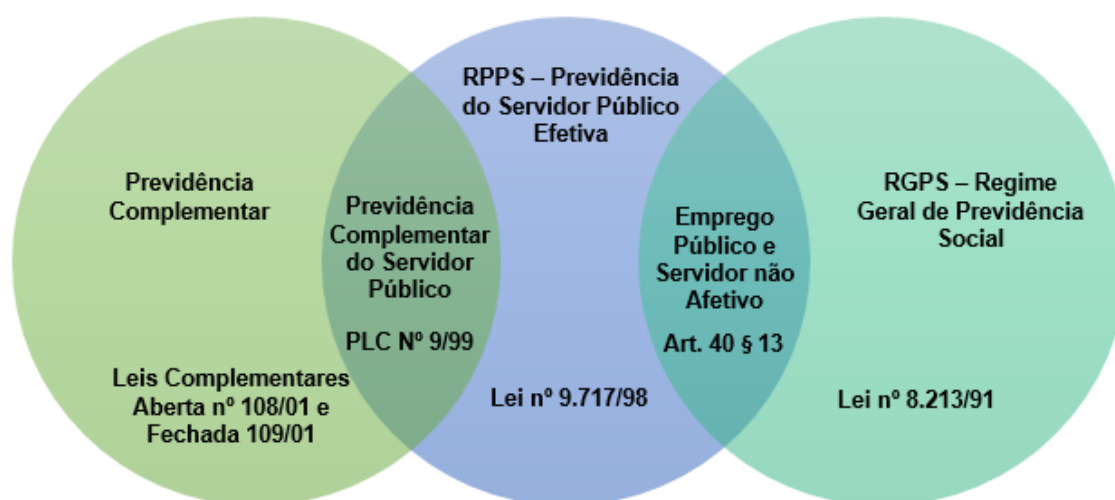 Previdência
Complementar
Leis Complementares
Aberta nº 108/01 e
Fechada 109/01
Previdência
Complementar
do Servidor
Público
PLC Nº 9/99
RPPS – Previdência
do Servidor Público
Efetiva
Lei nº 9.717/98
Emprego
Público e
Servidor não
Afetivo
Art. 40 § 13
RGPS – Regime
Geral de Previdência
Social
Lei nº 8.213/91